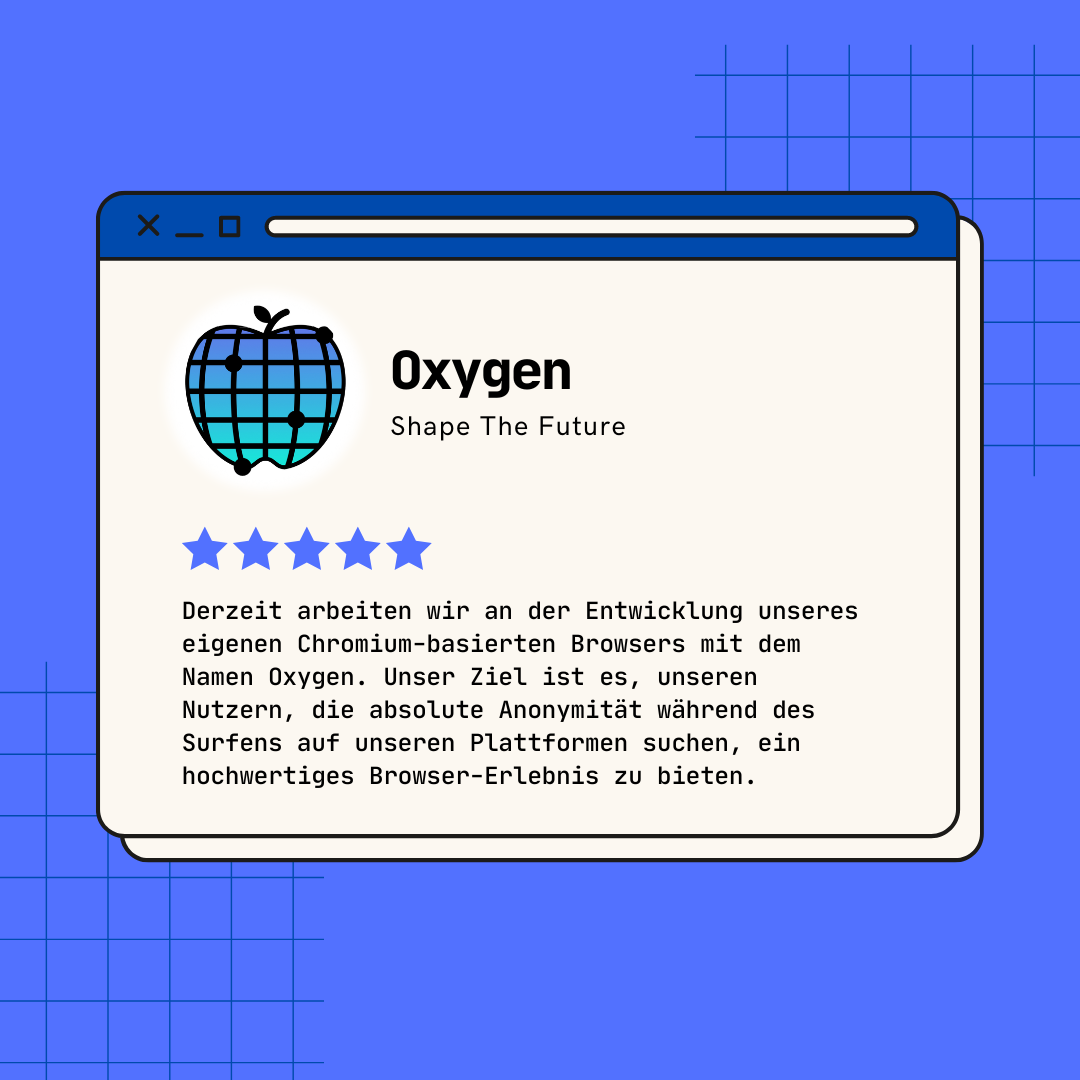 Oxygen
Shape The Future
Derzeit arbeiten wir an der Entwicklung unseres
eigenen Chromium-basierten Browsers mit dem
Namen Oxygen. Unser Ziel ist es, unseren
Nutzern, die absolute Anonymität während des
Surfens auf unseren Plattformen suchen, ein
hochwertiges Browser-Erlebnis zu bieten.